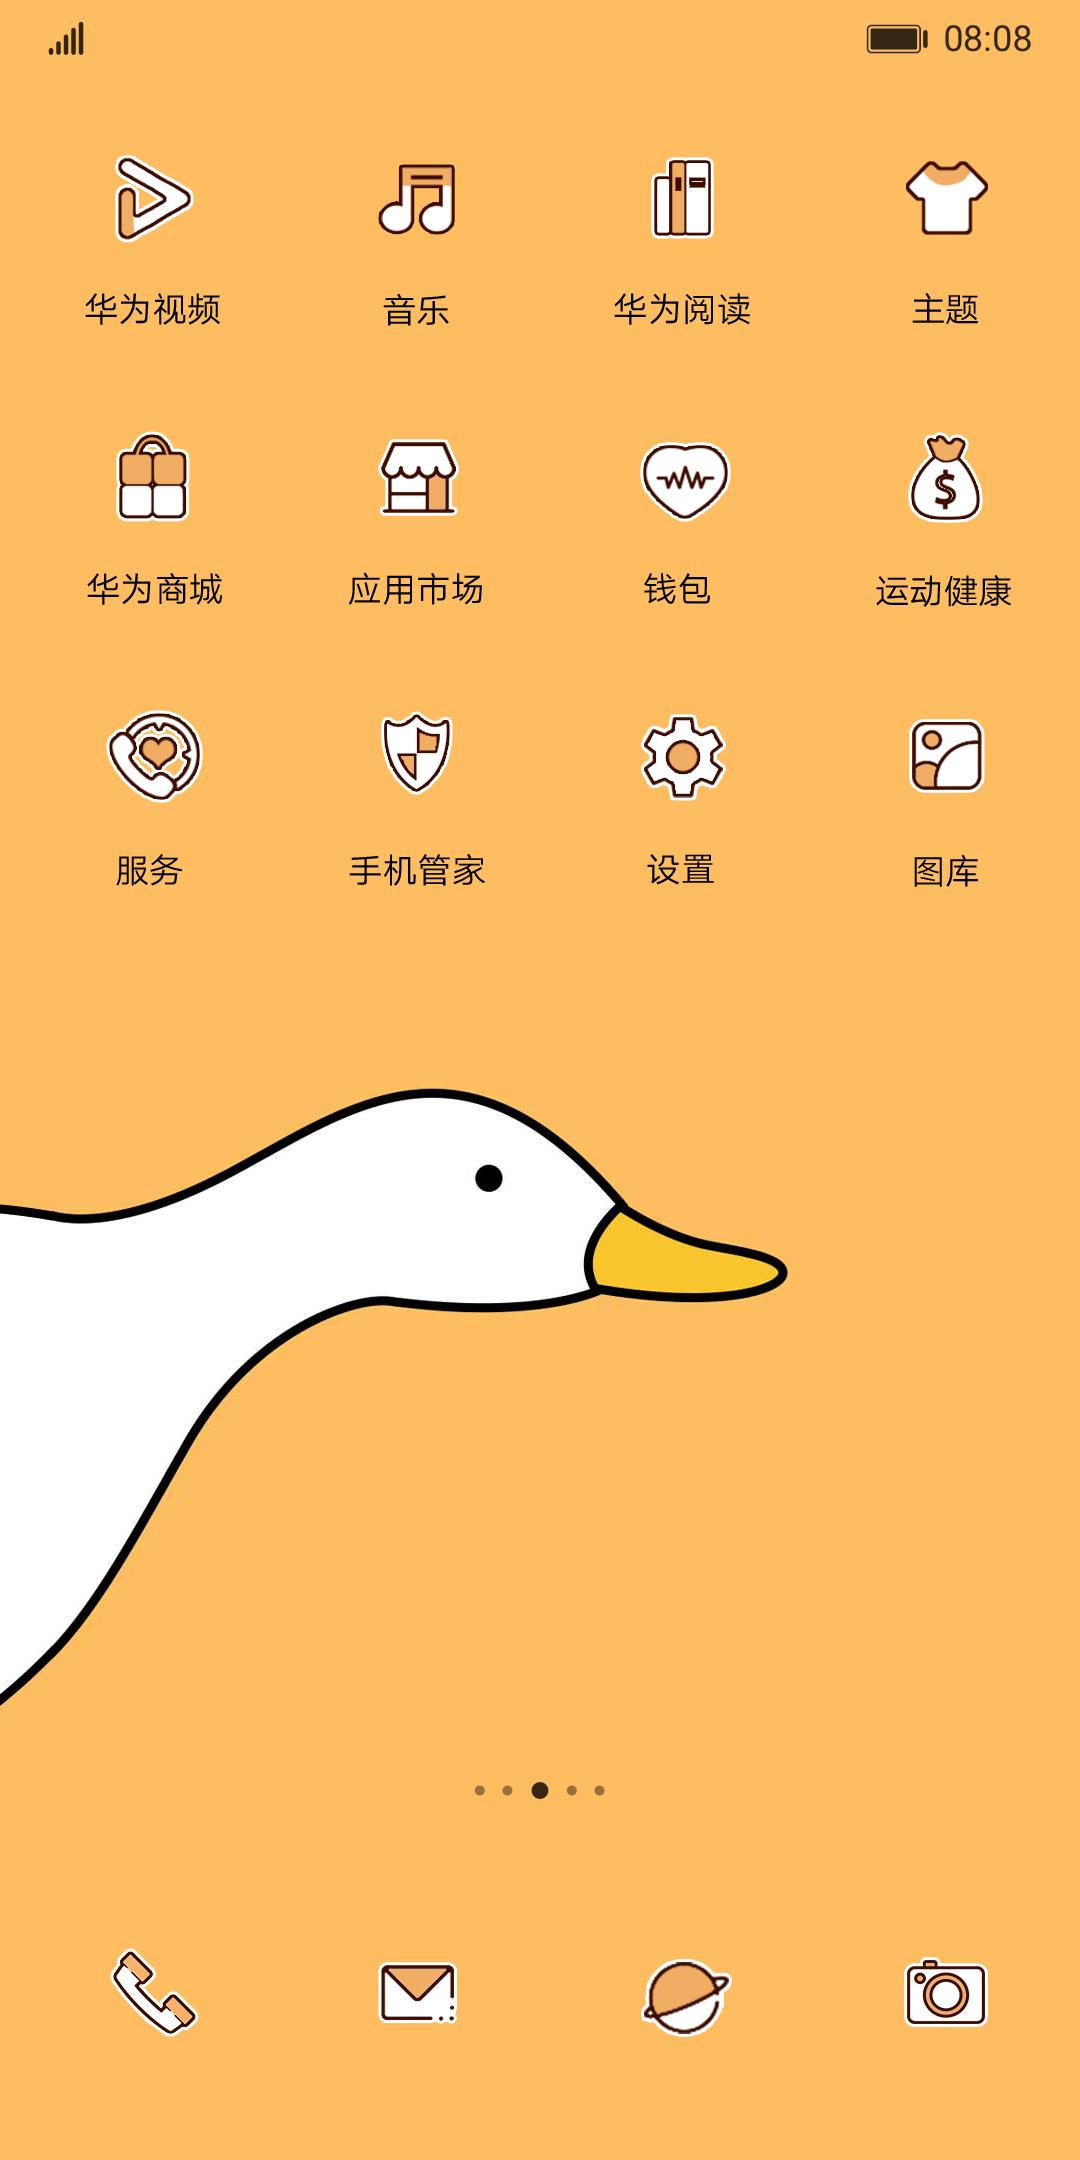 08:08
华为视频 音乐 华为阅读 主题
华为商城 应用市场 钱包 运动健康
$
服务 手机管家 设置 图库